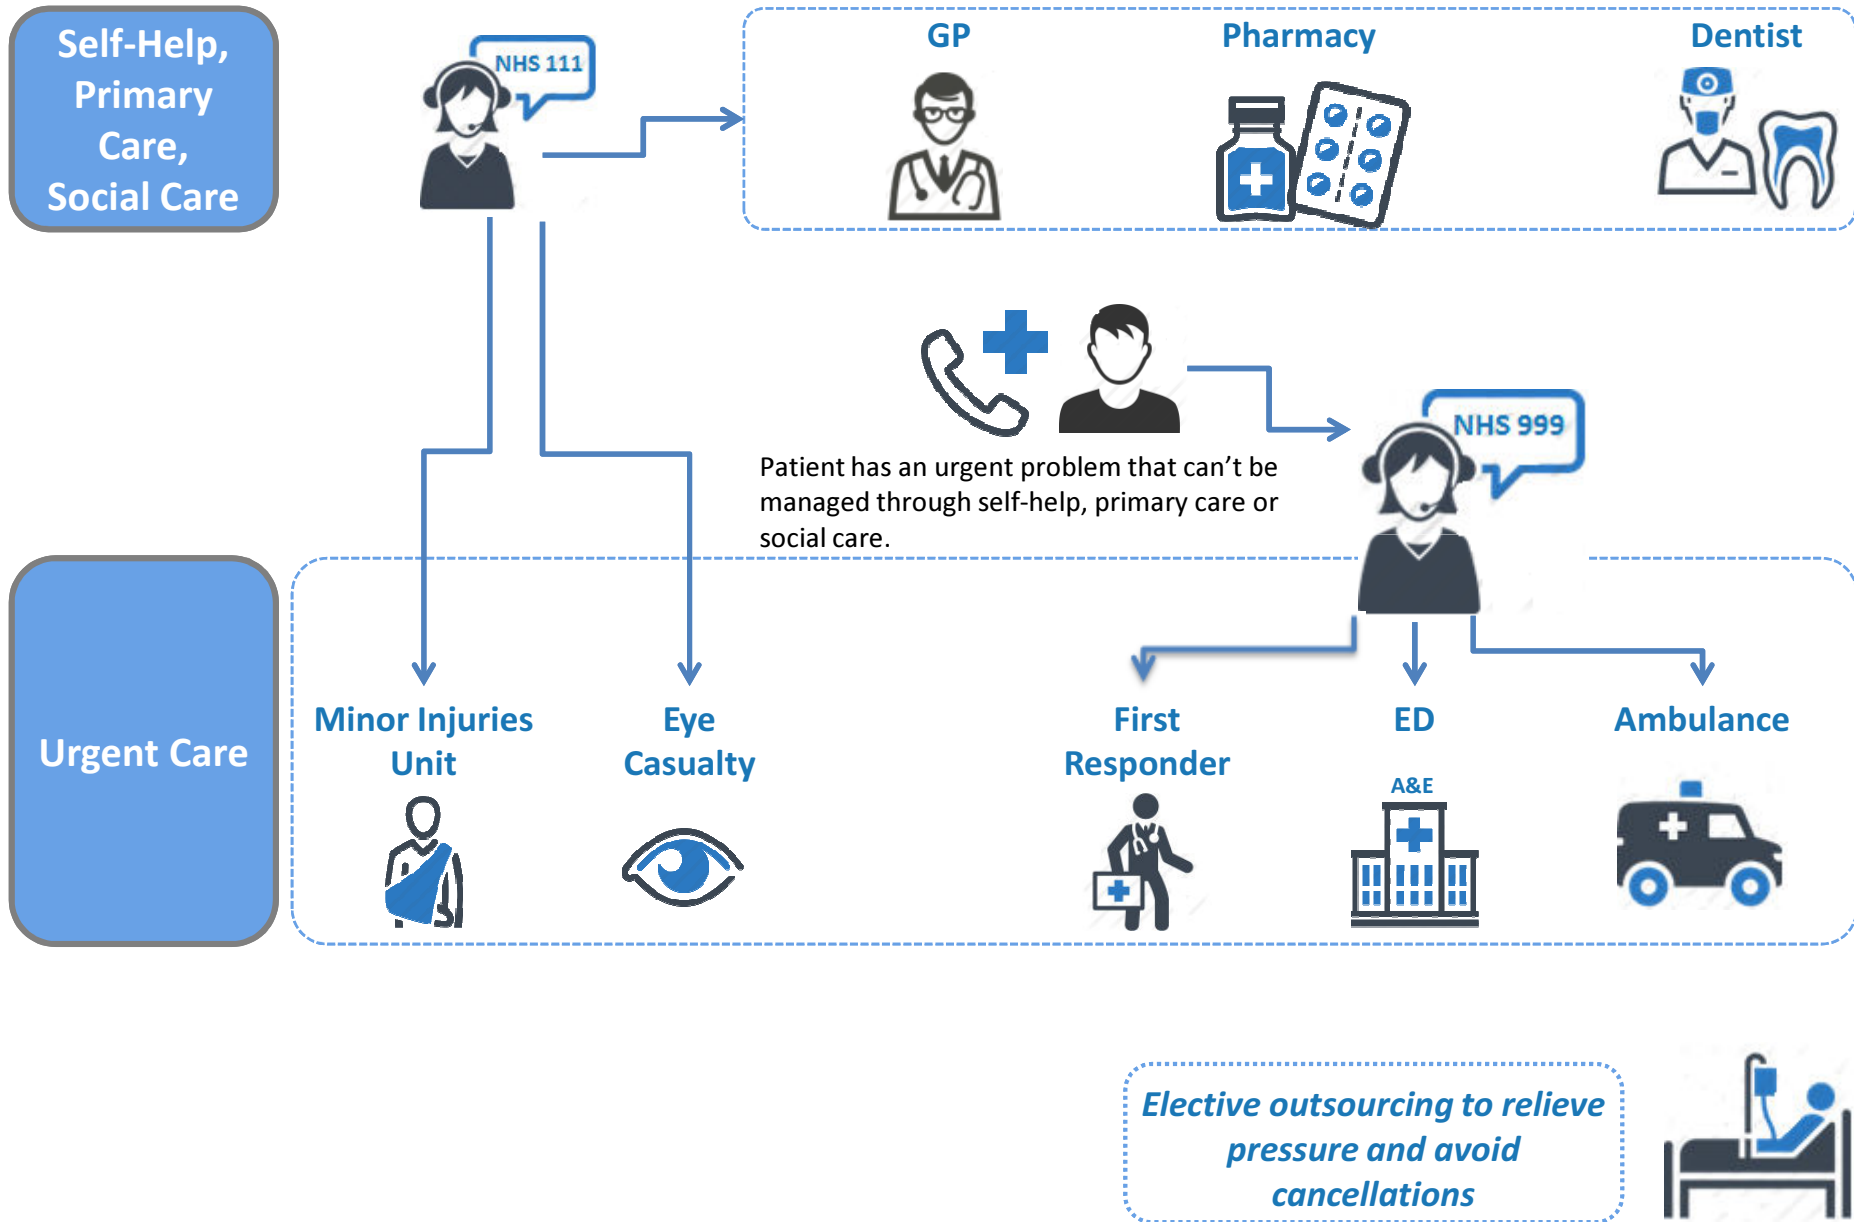 Self-Help,
Primary
Care,
Social Care
NHS 111
GP
Pharmacy
Dentist
NHS 999
Patient has an urgent problem that can’t be
managed through self-help, primary care or
social care.
Urgent Care
Minor Injuries
Unit
Eye
Casualty
First
Responder
ED
A&E
Ambulance
Elective outsourcing to relieve
pressure and avoid
cancellations